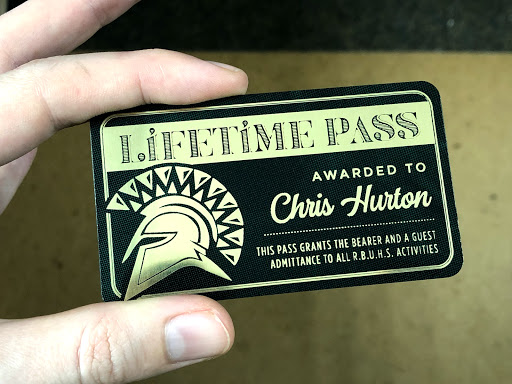 LiFETiME PASS
AWARDED TO
Chris Hurton
THIS PASS GRANTS THE BEARER AND A GUEST
ADMITTANCE TO ALL R.B.U.H.S. ACTIVITIES